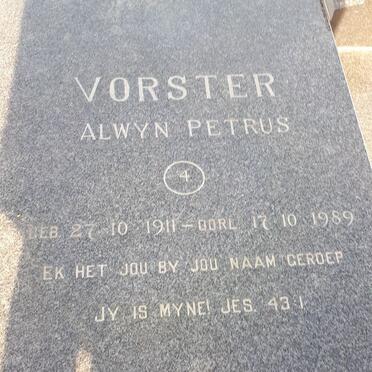 VORSTER
ALWYN PETRUS
4
GEB 27·10·1911 – OORL 17·10·1989
EK HET JOU BY JOU NAAM GEROEP
JY IS MYNE! JES. 43:1